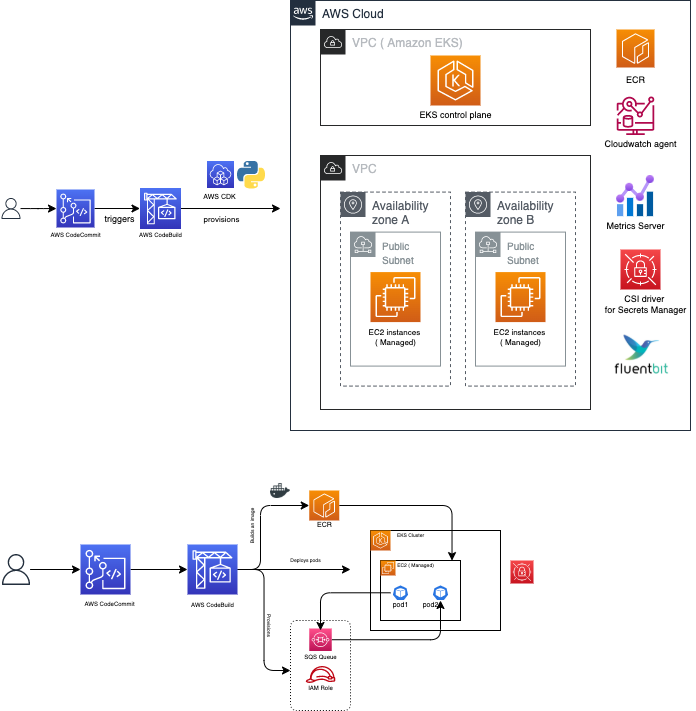 aws
AWS Cloud
VPC ( Amazon EKS)
EKS control plane
ECR
Cloudwatch agent
VPC
AWS CDK
triggers
provisions
AWS CodeCommit
AWS CodeBuild
Availability
zone A
Availability
zone B
Public
Subnet
Public
Subnet
EC2 instances
( Managed)
EC2 instances
( Managed)
Metrics Server
CSI driver
for Secrets Manager
fluentbit
Builds an image
ECR
EKS Cluster
EC2 ( Managed)
Deploys pods
pod1
pod2
AWS CodeCommit
AWS CodeBuild
Provisions
SQS Queue
IAM Role